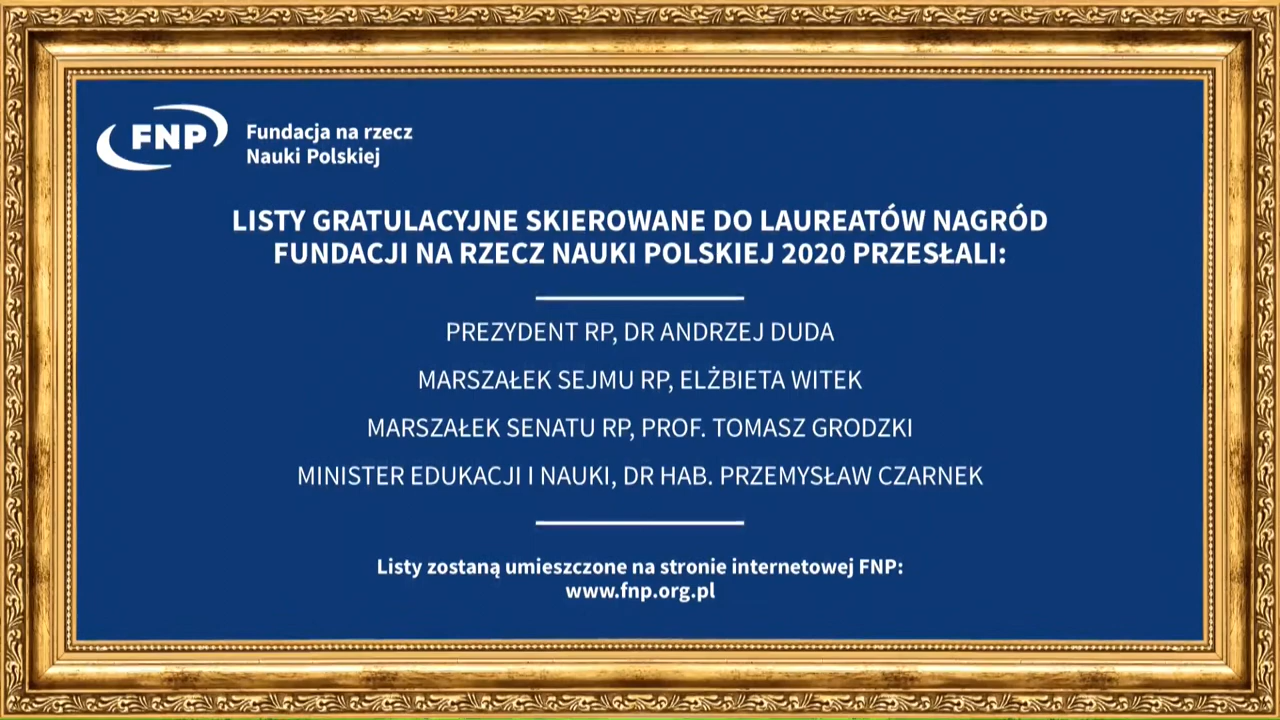 FNP
Fundacja na rzecz
Nauki Polskiej
LISTY GRATULACYJNE SKIEROWANE DO LAUREATÓW NAGRÓD
FUNDACJI NA RZECZ NAUKI POLSKIEJ 2020 PRZESŁALI:
PREZYDENT RP, DR ANDRZEJ DUDA
MARSZAŁEK SEJMU RP, ELŻBIETA WITEK
MARSZAŁEK SENATU RP, PROF. TOMASZ GRODZKI
MINISTER EDUKACJI I NAUKI, DR HAB. PRZEMYSŁAW CZARNEK
Listy zostaną umieszczone na stronie internetowej FNP:
www.fnp.org.pl